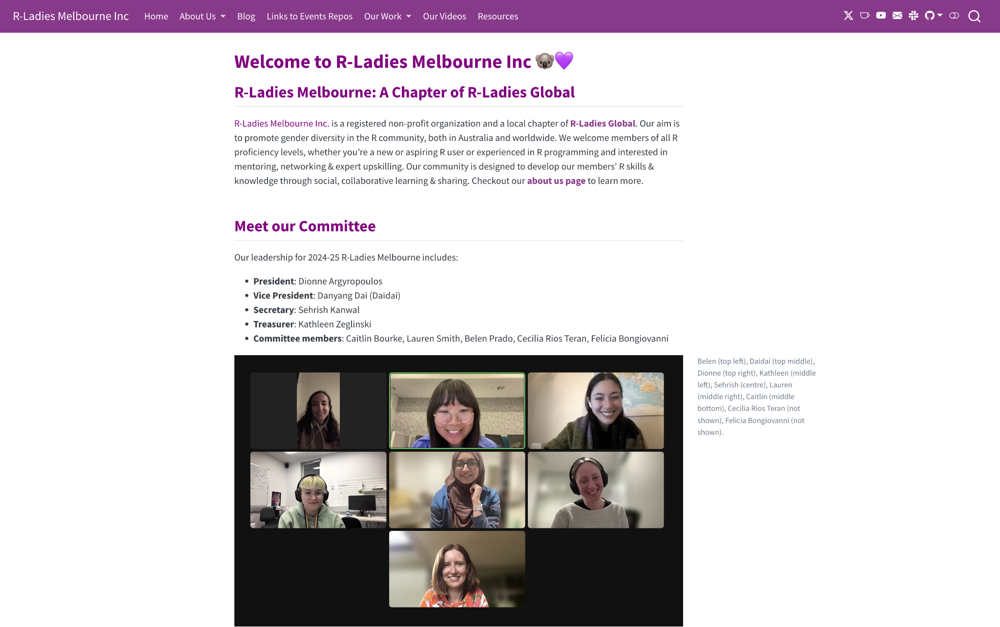 R-Ladies Melbourne Inc
Home
About Us
Blog
Links to Events Repos
Our Work
Our Videos
Resources
Welcome to R-Ladies Melbourne Inc 🐨💜
R-Ladies Melbourne: A Chapter of R-Ladies Global
R-Ladies Melbourne Inc. is a registered non-profit organization and a local chapter of R-Ladies Global. Our aim is
to promote gender diversity in the R community, both in Australia and worldwide. We welcome members of all R
proficiency levels, whether you’re a new or aspiring R user or experienced in R programming and interested in
mentoring, networking & expert upskilling. Our community is designed to develop our members’ R skills &
knowledge through social, collaborative learning & sharing. Checkout our about us page to learn more.
Meet our Committee
Our leadership for 2024-25 R-Ladies Melbourne includes:
• President: Dionne Argyropoulos
• Vice President: Danyang Dai (Daidai)
• Secretary: Sehrish Kanwal
• Treasurer: Kathleen Zeglinski
• Committee members: Caitlin Bourke, Lauren Smith, Belen Prado, Cecilia Rios Teran, Felicia Bongiovanni
Belen (top left), Daidai (top middle),
Dionne (top right), Kathleen (middle
left), Sehrish (centre), Lauren
(middle right), Caitlin (middle
bottom), Cecilia Rios Teran (not
shown), Felicia Bongiovanni (not
shown).